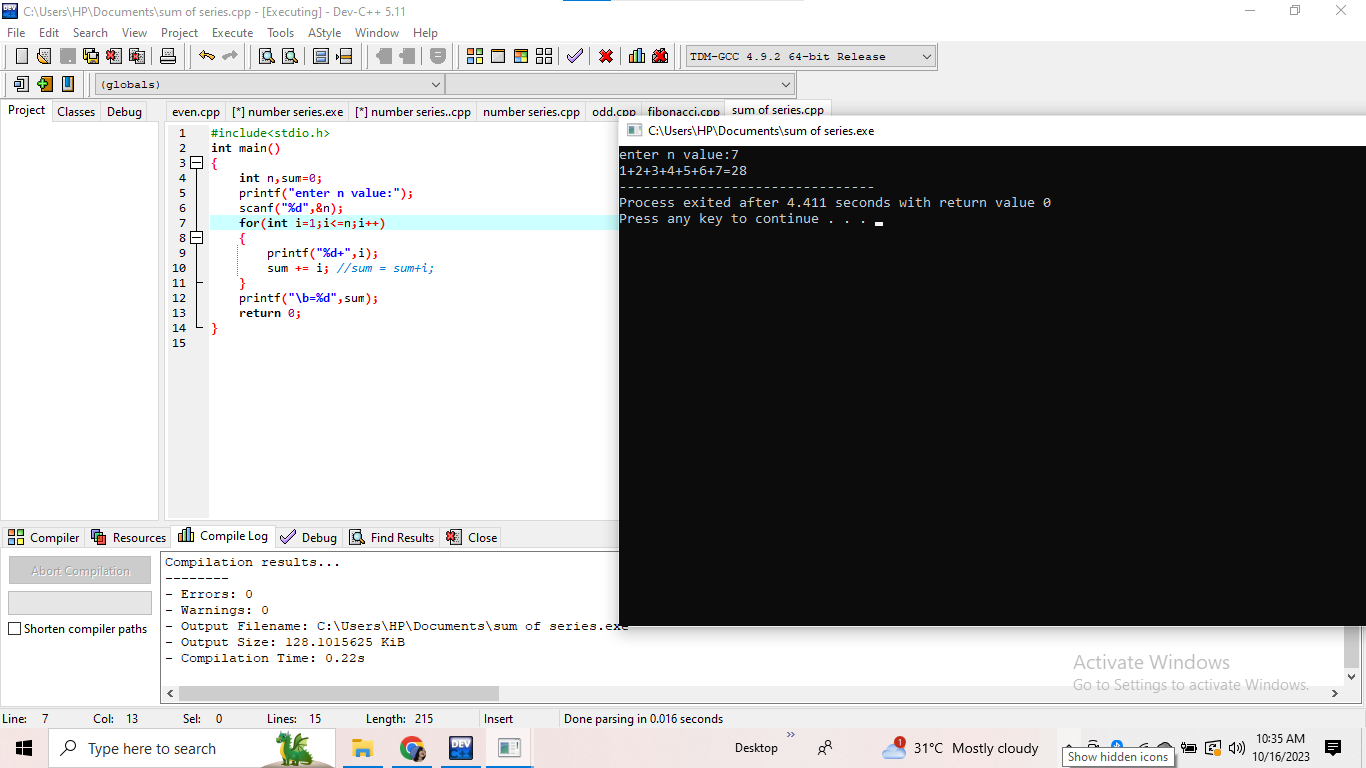 C:\Users\HP\Documents\sum of series.cpp - [Executing] - Dev-C++ 5.11
File Edit Search View Project Execute Tools AStyle Window Help
TDM-GCC 4.9.2 64-bit Release
(globals)
Project Classes Debug
even.cpp [*] number series.exe [*] number series..cpp number series.cpp odd.cpp fibonacci.cpp sum of series.cpp
1 #include<stdio.h>
2 int main()
3 {
4 int n,sum=0;
5 printf("enter n value:");
6 scanf("%d",&n);
7 for(int i=1;i<=n;i++)
8 {
9 printf("%d+",i);
10 sum += i; //sum = sum+i;
11 }
12 printf("\b=%d",sum);
13 return 0;
14 }
15
C:\Users\HP\Documents\sum of series.exe
enter n value:7
1+2+3+4+5+6+7=28
--------------------------------
Process exited after 4.411 seconds with return value 0
Press any key to continue . . .
Compiler Resources Compile Log Debug Find Results Close
Abort Compilation
Shorten compiler paths
Compilation results...
--------
- Errors: 0
- Warnings: 0
- Output Filename: C:\Users\HP\Documents\sum of series.exe
- Output Size: 128.1015625 KiB
- Compilation Time: 0.22s
Activate Windows
Go to Settings to activate Windows.
Line: 7 Col: 13 Sel: 0 Lines: 15 Length: 215 Insert Done parsing in 0.016 seconds
Type here to search
DEV
Desktop
1
31°C Mostly cloudy
Show hidden icons
10:35 AM
10/16/2023